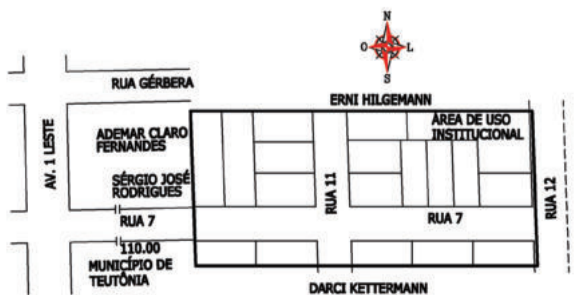 N
O L
S
RUA GÉRBERA
ERNI HILGEMANN
ÁREA DE USO
INSTITUCIONAL
ADEMAR CLARO
FERNANDES
AV. 1 LESTE
SÉRGIO JOSÉ
RODRIGUES
RUA 11
RUA 12
RUA 7
RUA 7
110.00
MUNICÍPIO DE
TEUTÔNIA
DARCI KETTERMANN